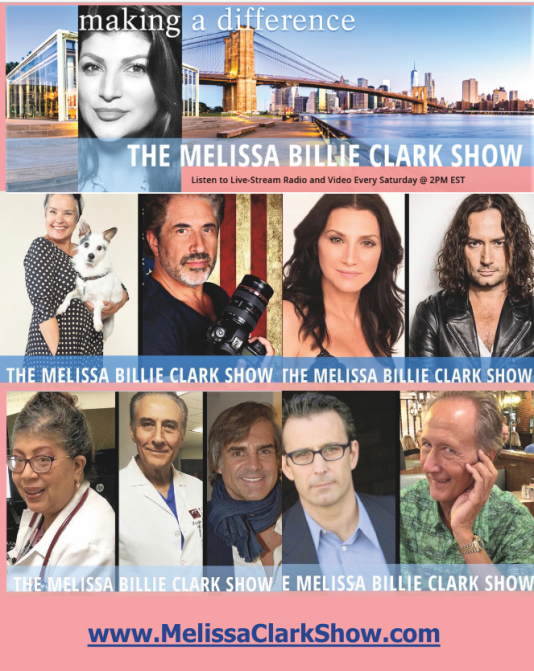 making a difference
THE MELISSA BILLIE CLARK SHOW
Listen to Live-Stream Radio and Video Every Saturday @ 2PM EST
THE MELISSA BILLIE CLARK SHOW
THE MELISSA BILLIE CLARK SHOW
THE MELISSA BILLIE CLARK SHOW
E MELISSA BILLIE CLARK SHOW
www.MelissaClarkShow.com